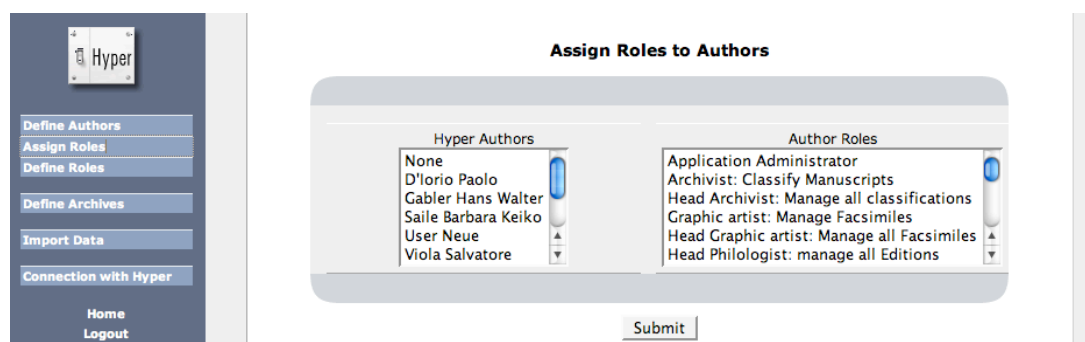 Hyper
Define Authors
Assign Roles
Define Roles
Define Archives
Import Data
Connection with Hyper
Home
Logout
Assign Roles to Authors
Hyper Authors
None
D'Iorio Paolo
Gabler Hans Walter
Saile Barbara Keiko
User Neue
Viola Salvatore
Author Roles
Application Administrator
Archivist: Classify Manuscripts
Head Archivist: Manage all classifications
Graphic artist: Manage Facsimiles
Head Graphic artist: Manage all Facsimiles
Head Philologist: manage all Editions
Submit